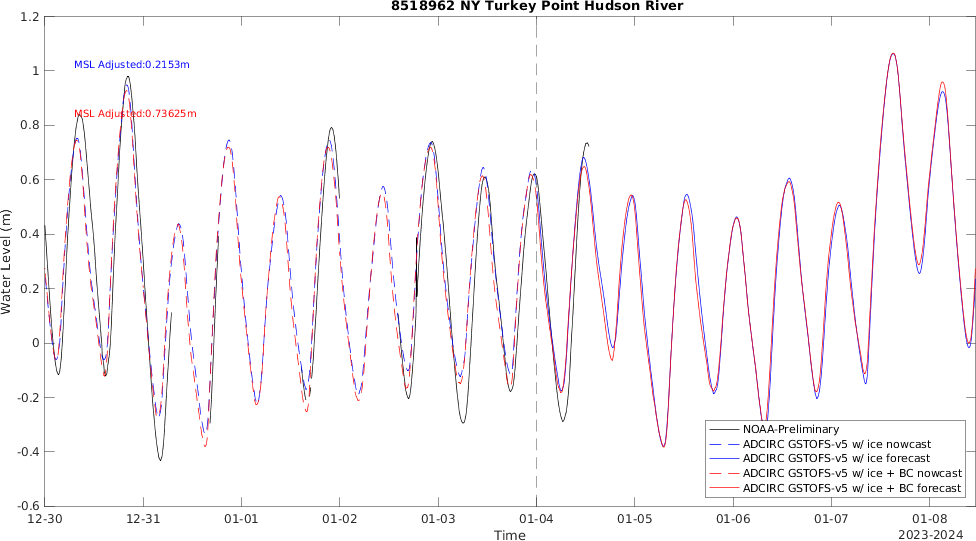 8518962 NY Turkey Point Hudson River
1.2
1
0.8
0.6
0.4
0.2
0
-0.2
-0.4
-0.6
Water Level (m)
MSL Adjusted:0.2153m
MSL Adjusted:0.73625m
NOAA-Preliminary
ADCIRC GSTOFS-v5 w/ ice nowcast
ADCIRC GSTOFS-v5 w/ ice forecast
ADCIRC GSTOFS-v5 w/ice + BC nowcast
ADCIRC GSTOFS-v5 w/ice + BC forecast
12-30 12-31 01-01 01-02 01-03 01-04 01-05 01-06 01-07 01-08
Time
2023-2024